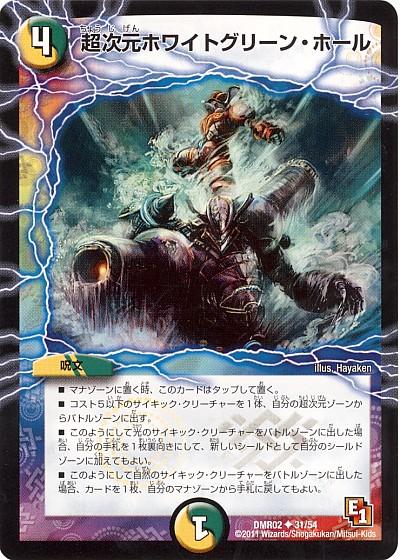 4
ちょうじげん
超次元ホワイトグリーン・ホール
illus. Hayaken
呪文
■ マナゾーンに置く時、このカードはタップして置く。
■ コスト5以下のサイキック・クリーチャーを1体、自分の超次元ゾーンか
らバトルゾーンに出す。
■ このようにして光のサイキック・クリーチャーをバトルゾーンに出した場
合、自分の手札を1枚裏向きにして、新しいシールドとして自分のシールド
ゾーンに加えてもよい。
■ このようにして自然のサイキック・クリーチャーをバトルゾーンに出した
場合、カードを1枚、自分のマナゾーンから手札に戻してもよい。
1
E1
DMR02 ◆ 31/54
©2011 Wizards/Shogakukan/Mitsui-Kids